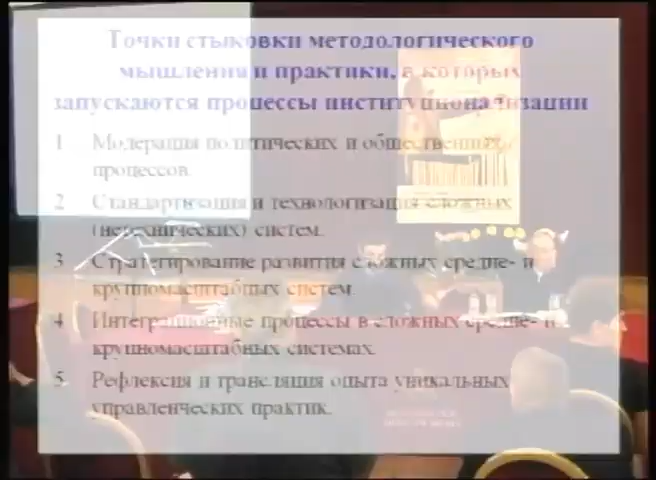 Точки стыковки методологического
мышления и практики, в которых
запускаются процессы институционализации
1 Модерация политических и общественных
процессов.
2 Стандартизация и технологизация сложных
(нетехнических) систем.
3 Стратегирование развития сложных средне- и
крупномасштабных систем.
4 Интеграционные процессы в сложных средне- и
крупномасштабных системах.
5 Рефлексия и трансляция опыта уникальных
управленческих практик.